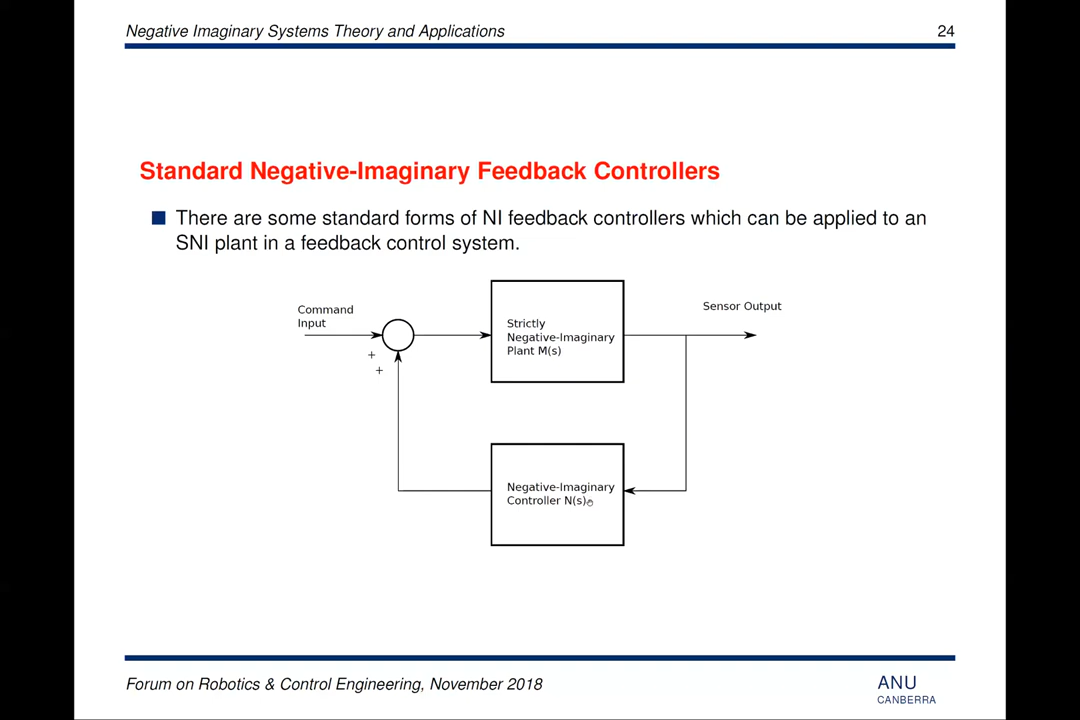 Negative Imaginary Systems Theory and Applications 24
Standard Negative-Imaginary Feedback Controllers
There are some standard forms of NI feedback controllers which can be applied to an
SNI plant in a feedback control system.
Command
Input
Sensor Output
Strictly
Negative-Imaginary
Plant M(s)
+
+
Negative-Imaginary
Controller N(s)
Forum on Robotics & Control Engineering, November 2018
ANU
CANBERRA